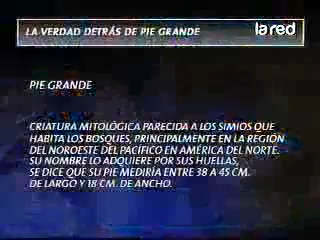 LA VERDAD DETRÁS DE PIE GRANDE
la red
PIE GRANDE
CRIATURA MITOLÓGICA PARECIDA A LOS SIMIOS QUE
HABITA LOS BOSQUES, PRINCIPALMENTE EN LA REGIÓN
DEL NOROESTE DEL PACÍFICO EN AMÉRICA DEL NORTE.
SU NOMBRE LO ADQUIERE POR SUS HUELLAS,
SE DICE QUE SU PIE MEDIRÍA ENTRE 38 A 45 CM.
DE LARGO Y 18 CM. DE ANCHO.